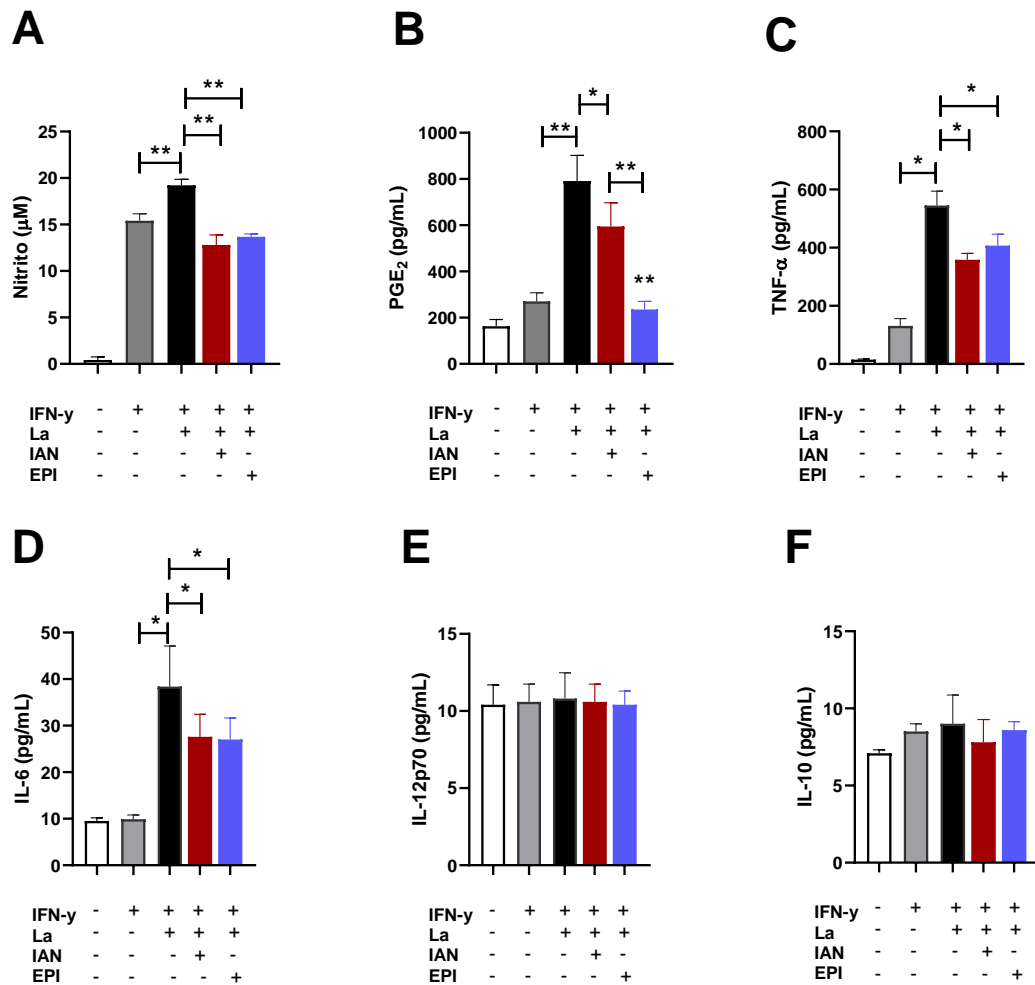 A
B
C
**
**
**
Nitrito (μM)
25
20
15
10
5
0
IFN-y - + + + +
La - - + + +
IAN - - - + -
EPI - - - - +
*
**
**
**
PGE2 (pg/mL)
1000
800
600
400
200
0
IFN-y - + + + +
La - - + + +
IAN - - - + -
EPI - - - - +
*
*
*
TNF-α (pg/mL)
800
600
400
200
0
IFN-y - + + + +
La - - + + +
IAN - - - + -
EPI - - - - +
D
E
F
*
*
*
IL-6 (pg/mL)
50
40
30
20
10
0
IFN-y - + + + +
La - - + + +
IAN - - - + -
EPI - - - - +
IL-12p70 (pg/mL)
15
10
5
0
IFN-y - + + + +
La - - + + +
IAN - - - + -
EPI - - - - +
IL-10 (pg/mL)
15
10
5
0
IFN-y - + + + +
La - - + + +
IAN - - - + -
EPI - - - - +